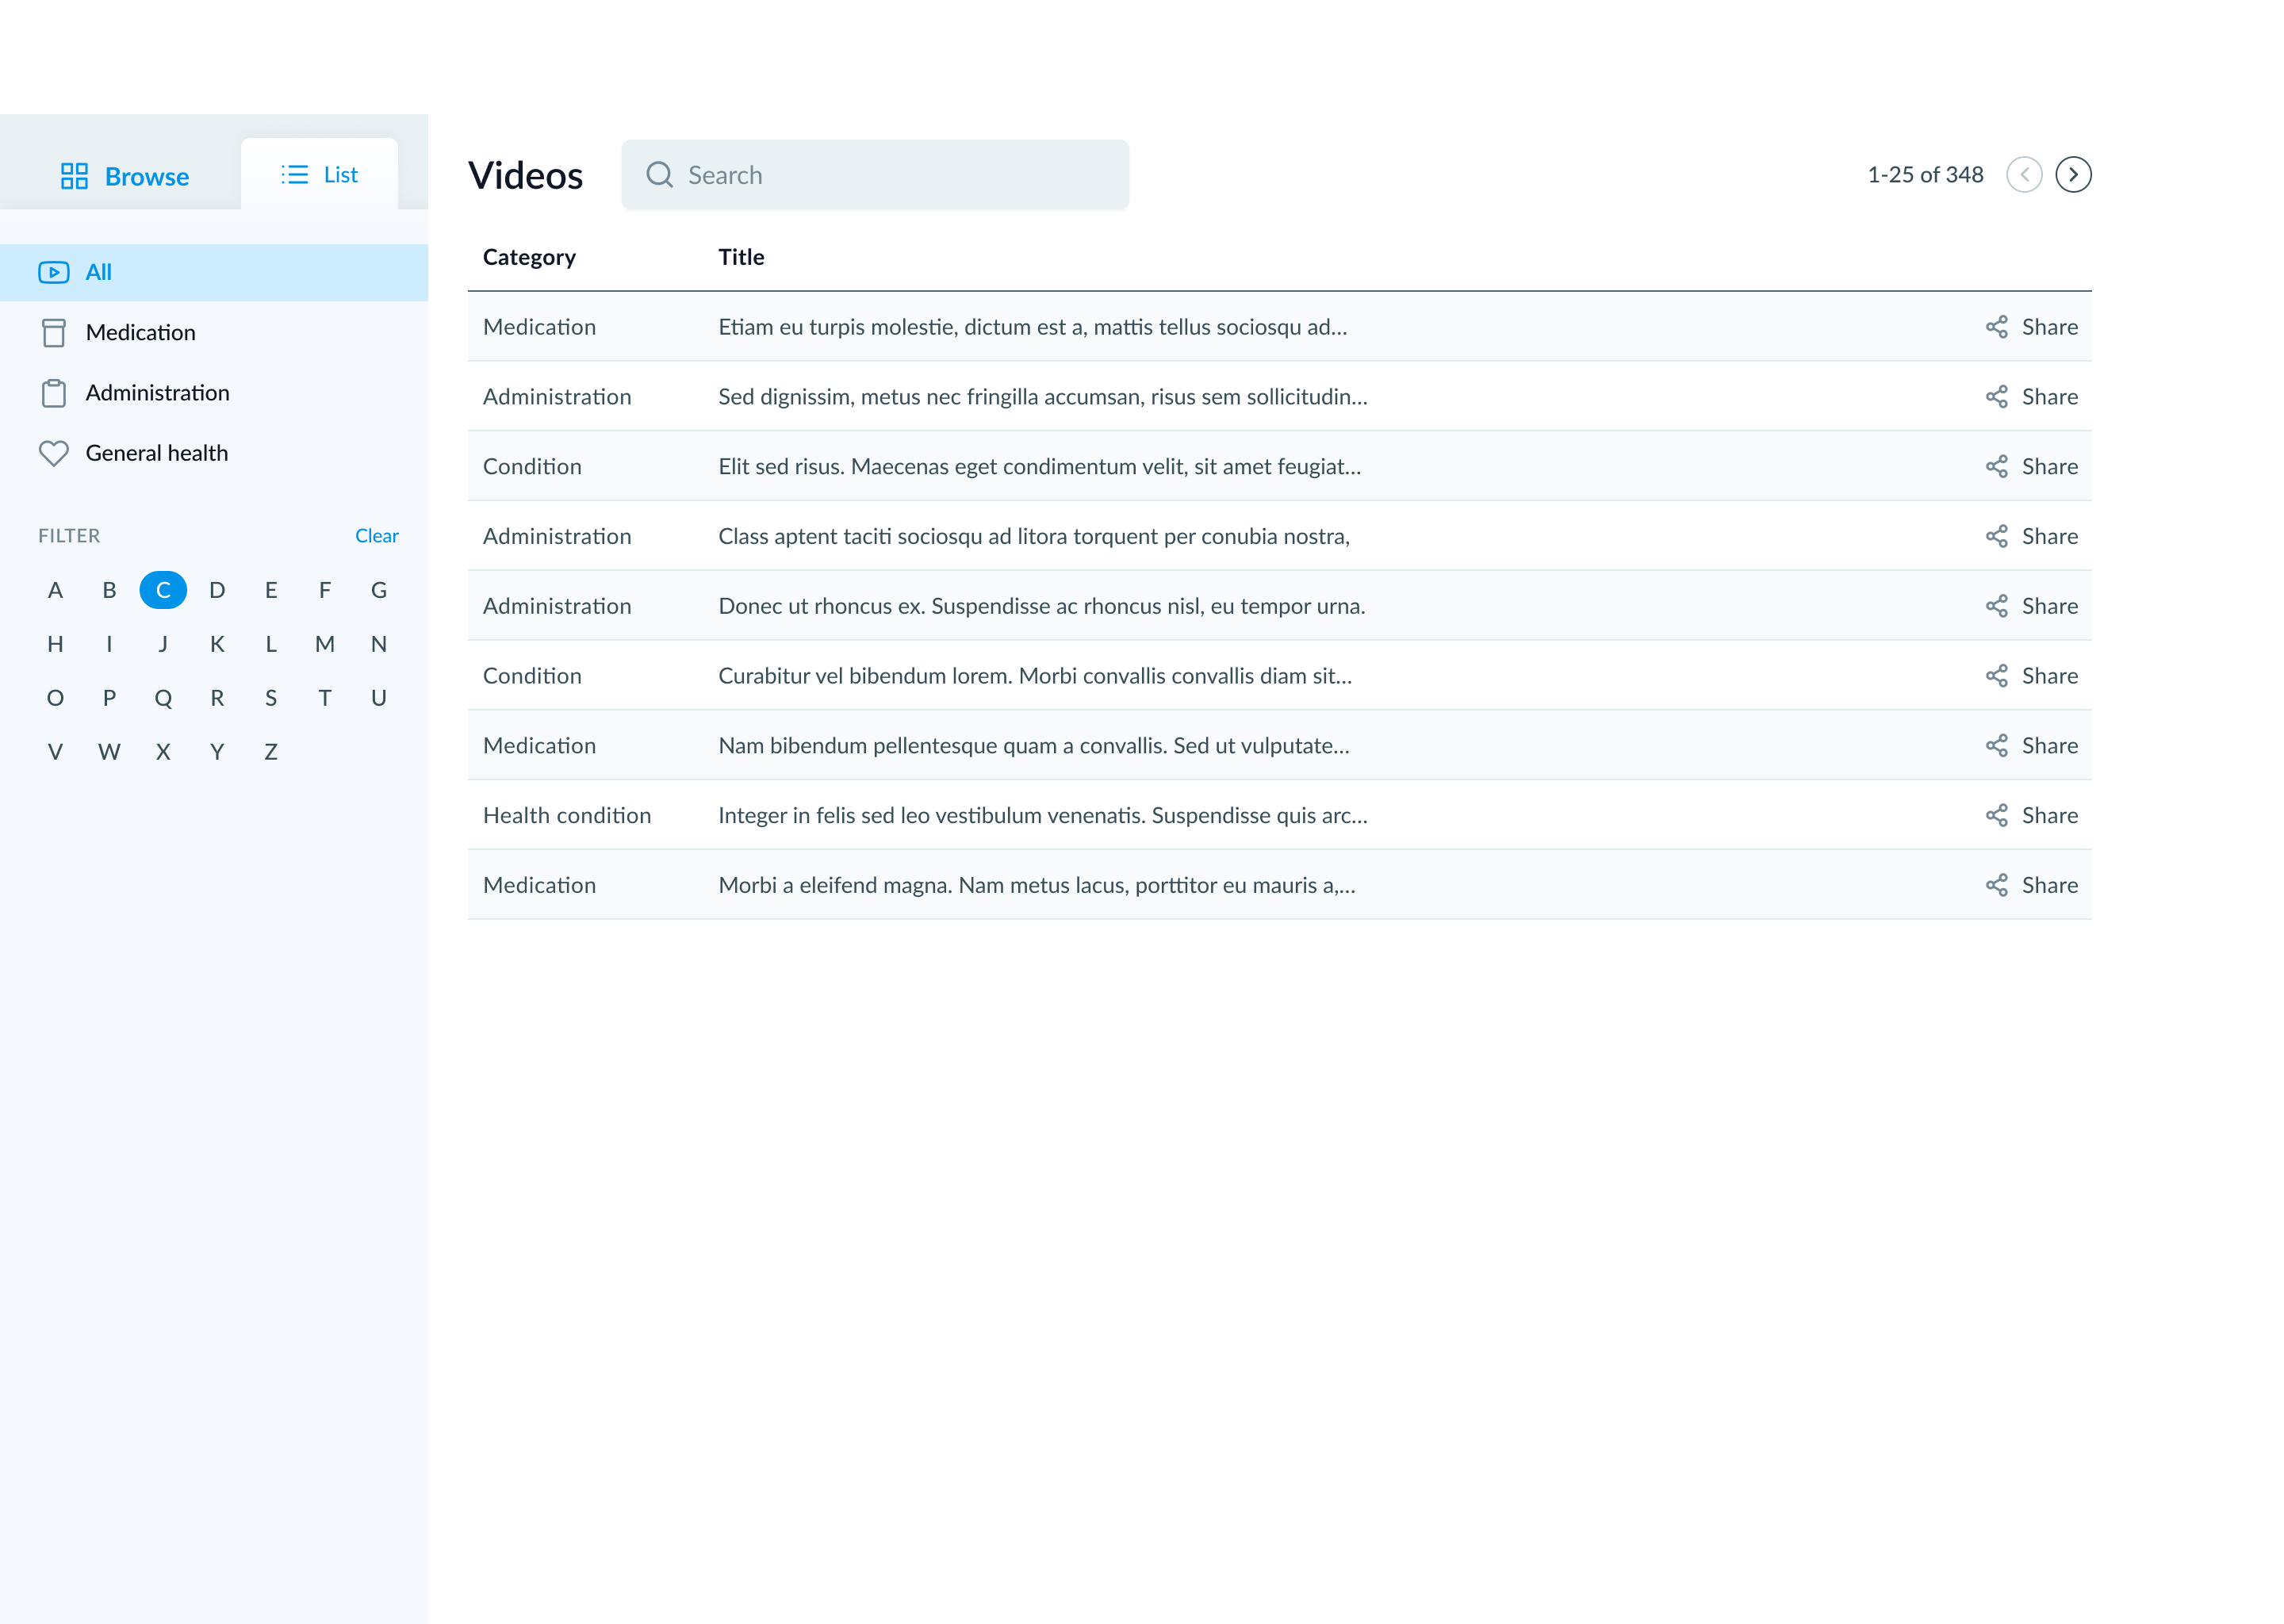 Browse
List
All
Medication
Administration
General health
FILTER Clear
A B C D E F G
H I J K L M N
O P Q R S T U
V W X Y Z
Videos Search 1-25 of 348
Category Title
Medication Etiam eu turpis molestie, dictum est a, mattis tellus sociosqu ad... Share
Administration Sed dignissim, metus nec fringilla accumsan, risus sem sollicitudin... Share
Condition Elit sed risus. Maecenas eget condimentum velit, sit amet feugiat... Share
Administration Class aptent taciti sociosqu ad litora torquent per conubia nostra, Share
Administration Donec ut rhoncus ex. Suspendisse ac rhoncus nisl, eu tempor urna. Share
Condition Curabitur vel bibendum lorem. Morbi convallis convallis diam sit... Share
Medication Nam bibendum pellentesque quam a convallis. Sed ut vulputate... Share
Health condition Integer in felis sed leo vestibulum venenatis. Suspendisse quis arc... Share
Medication Morbi a eleifend magna. Nam metus lacus, porttitor eu mauris a,... Share